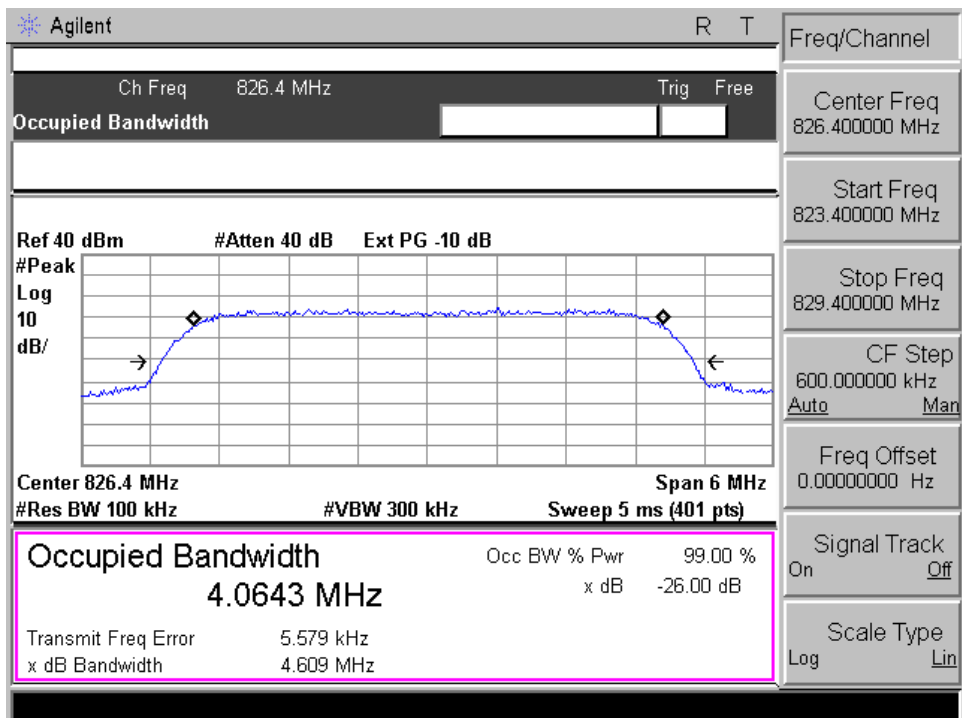 Agilent R T
Ch Freq 826.4 MHz Trig Free
Occupied Bandwidth
Ref 40 dBm #Atten 40 dB Ext PG -10 dB
#Peak
Log
10
dB/
Center 826.4 MHz Span 6 MHz
#Res BW 100 kHz #VBW 300 kHz Sweep 5 ms (401 pts)
Occupied Bandwidth Occ BW % Pwr 99.00 %
4.0643 MHz x dB -26.00 dB
Transmit Freq Error 5.579 kHz
x dB Bandwidth 4.609 MHz
Freq/Channel
Center Freq
826.400000 MHz
Start Freq
823.400000 MHz
Stop Freq
829.400000 MHz
CF Step
600.000000 kHz
Auto Man
Freq Offset
0.00000000 Hz
Signal Track
On Off
Scale Type
Log Lin